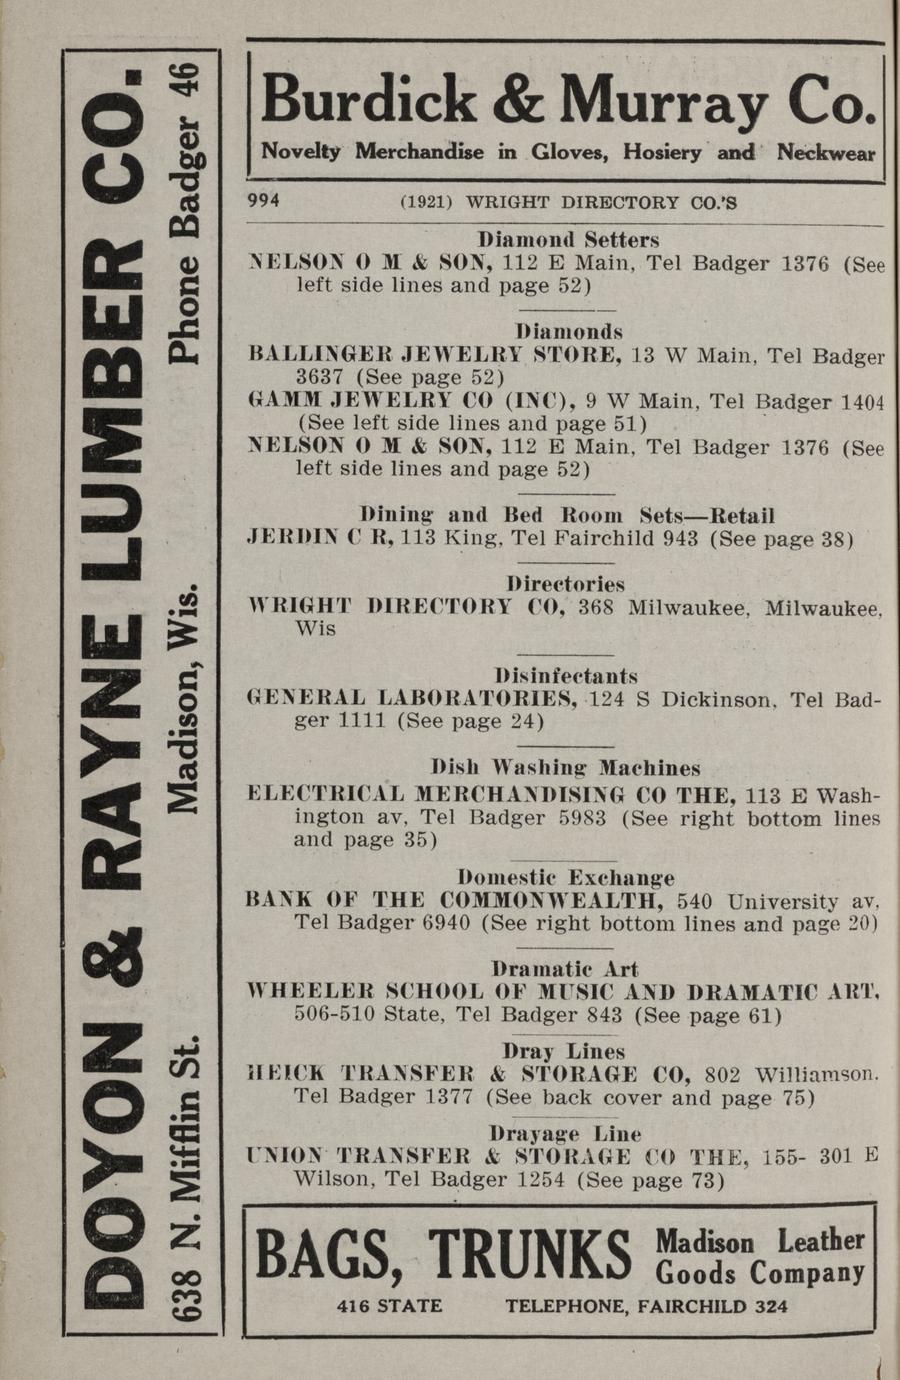 DOYON & RAYNE LUMBER CO.
638 N. Mifflin St. Madison, Wis. Phone Badger 46
Burdick & Murray Co.
Novelty Merchandise in Gloves, Hosiery and Neckwear
994 (1921) WRIGHT DIRECTORY CO.'S
Diamond Setters
NELSON O M & SON, 112 E Main, Tel Badger 1376 (See
left side lines and page 52)
Diamonds
BALLINGER JEWELRY STORE, 13 W Main, Tel Badger
3637 (See page 52)
GAMM JEWELRY CO (INC), 9 W Main, Tel Badger 1404
(See left side lines and page 51)
NELSON O M & SON, 112 E Main, Tel Badger 1376 (See
left side lines and page 52)
Dining and Bed Room Sets—Retail
JERDIN C R, 113 King, Tel Fairchild 943 (See page 38)
Directories
WRIGHT DIRECTORY CO, 368 Milwaukee, Milwaukee,
Wis
Disinfectants
GENERAL LABORATORIES, 124 S Dickinson, Tel Bad-
ger 1111 (See page 24)
Dish Washing Machines
ELECTRICAL MERCHANDISING CO THE, 113 E Wash-
ington av, Tel Badger 5983 (See right bottom lines
and page 35)
Domestic Exchange
BANK OF THE COMMONWEALTH, 540 University av,
Tel Badger 6940 (See right bottom lines and page 20)
Dramatic Art
WHEELER SCHOOL OF MUSIC AND DRAMATIC ART,
506-510 State, Tel Badger 843 (See page 61)
Dray Lines
HEICK TRANSFER & STORAGE CO, 802 Williamson.
Tel Badger 1377 (See back cover and page 75)
Drayage Line
UNION TRANSFER & STORAGE CO THE, 155- 301 E
Wilson, Tel Badger 1254 (See page 73)
BAGS, TRUNKS Madison Leather
Goods Company
416 STATE TELEPHONE, FAIRCHILD 324